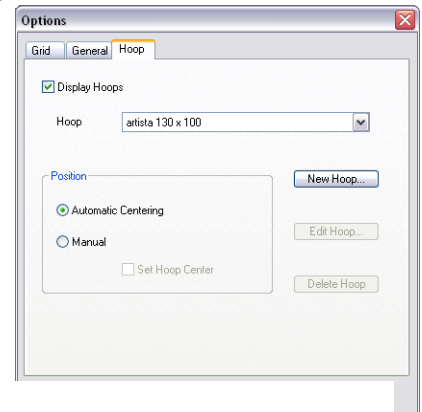 Options
Grid General Hoop
Display Hoops
Hoop artista 130 x 100
Position
New Hoop...
Automatic Centering
Edit Hoop...
Manual
Set Hoop Center
Delete Hoop